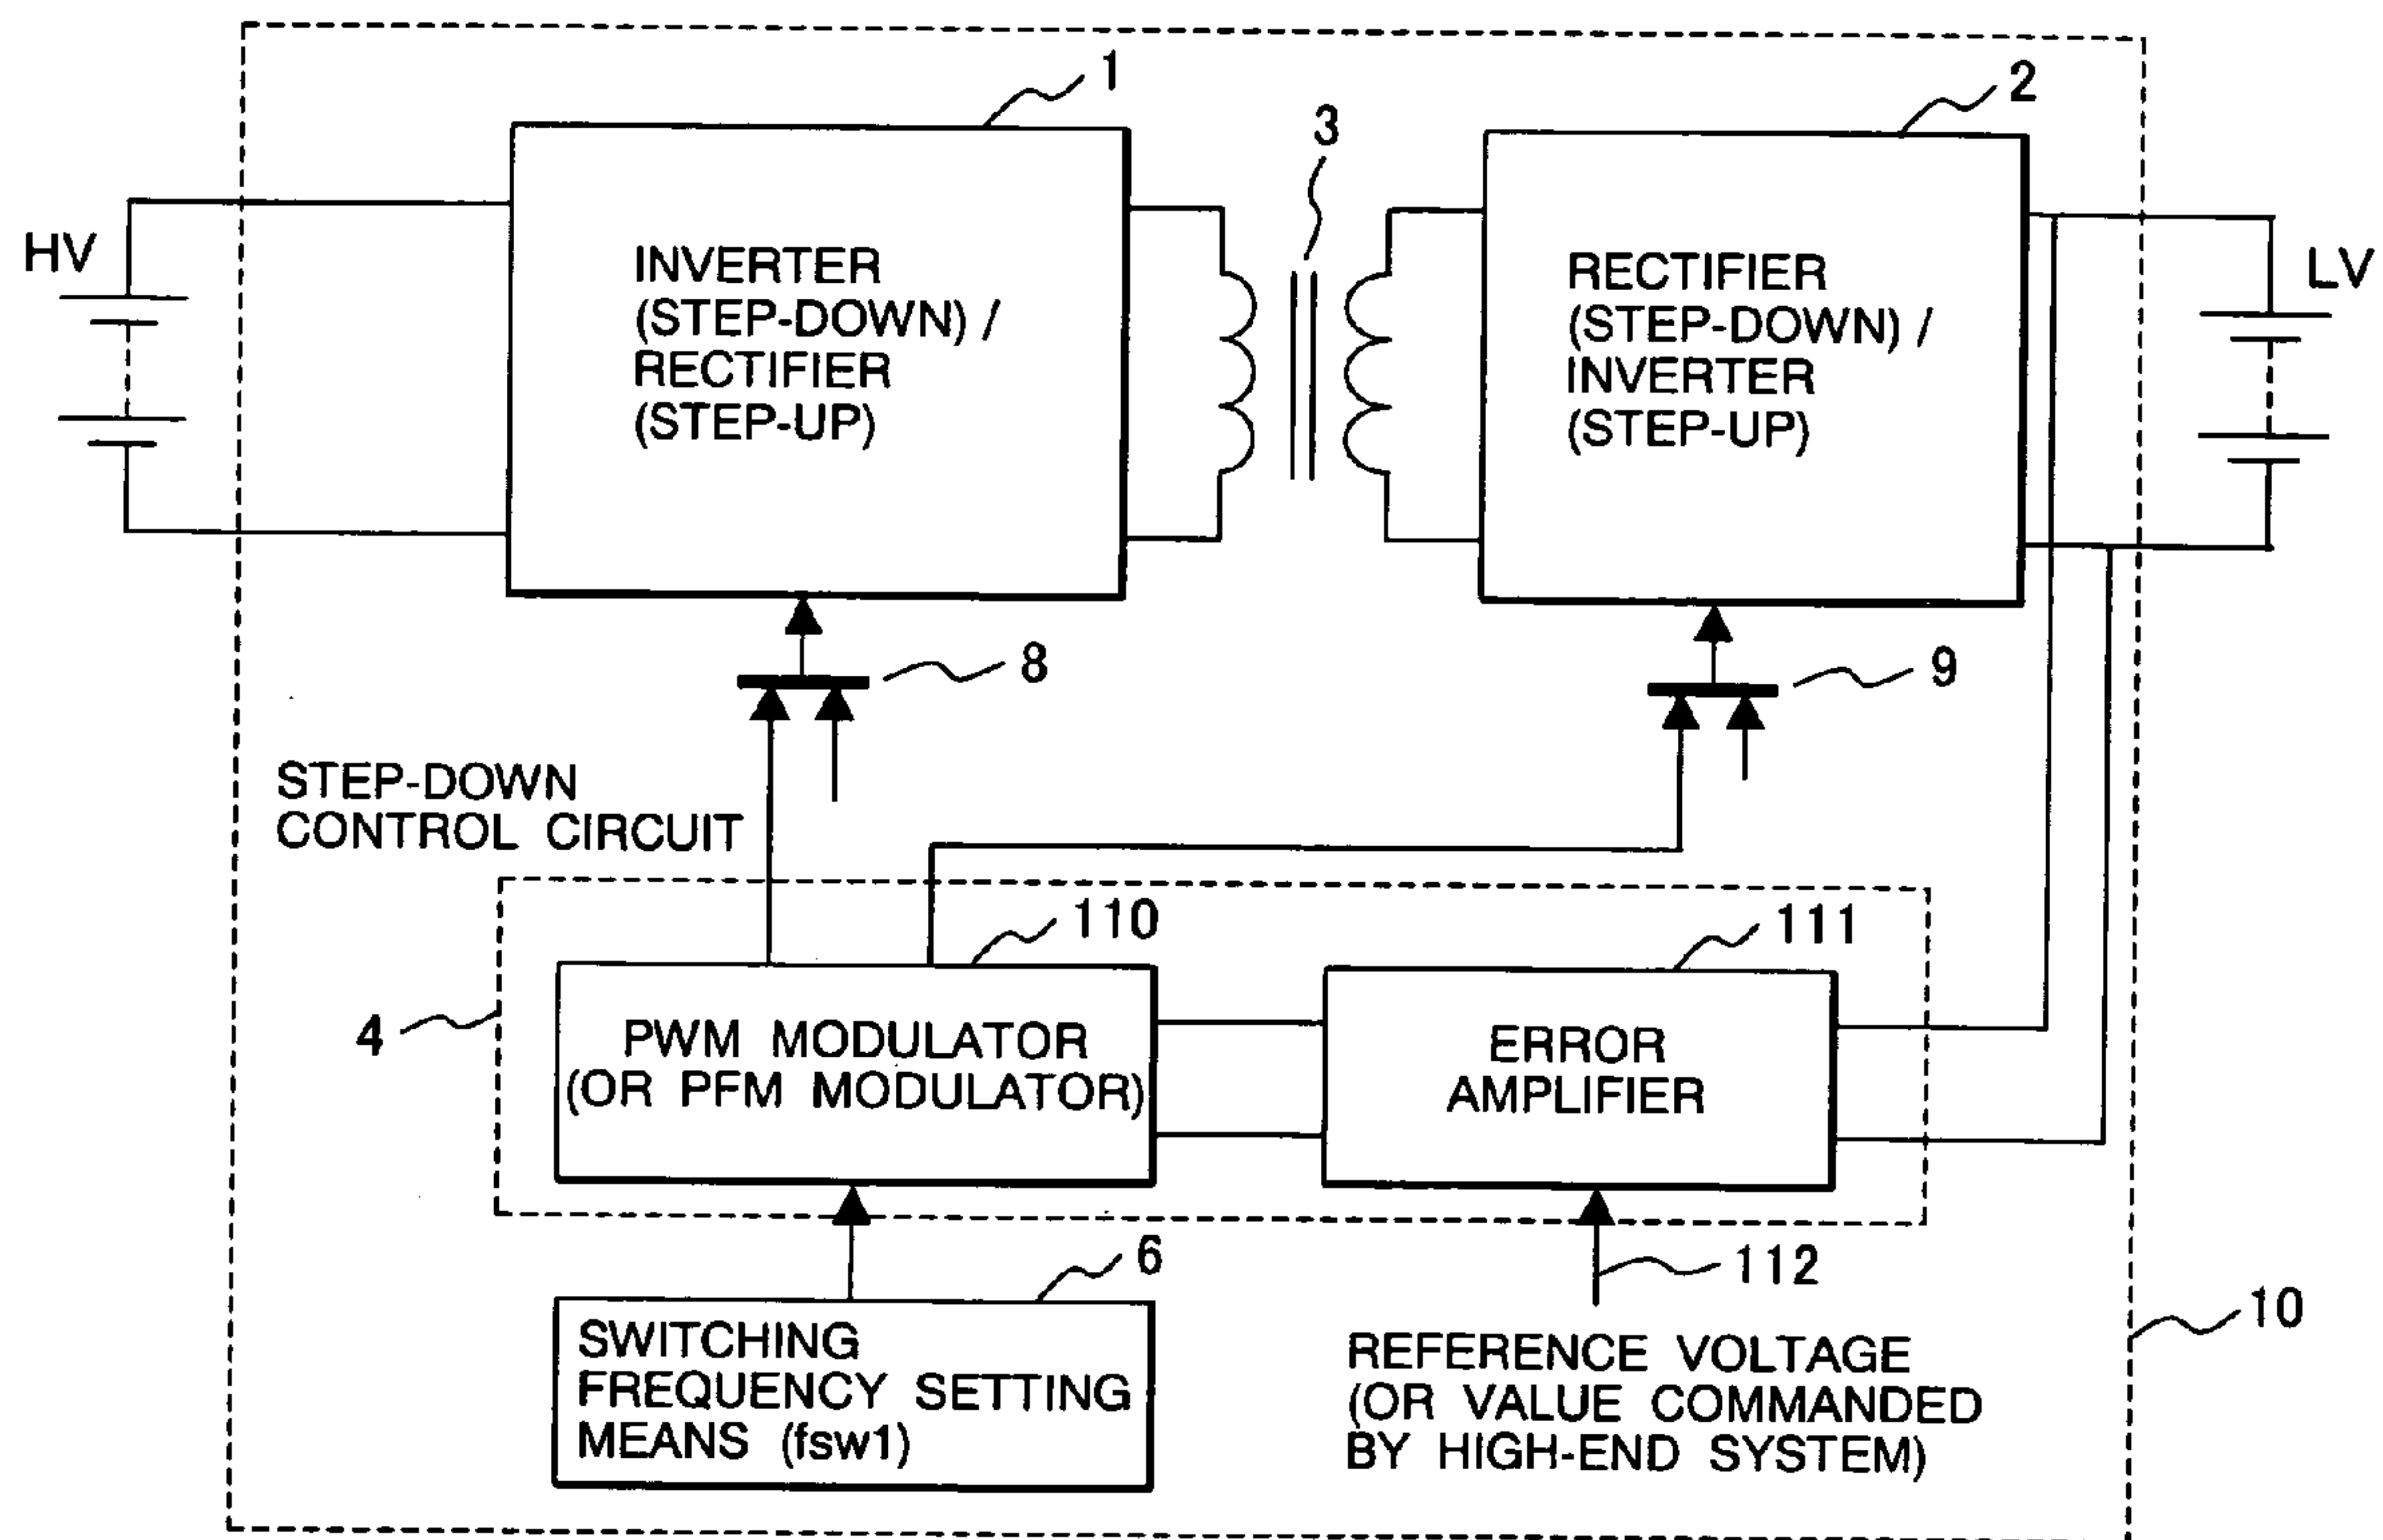 1
2
3
HV
INVERTER
(STEP-DOWN) /
RECTIFIER
(STEP-UP)
RECTIFIER
(STEP-DOWN) /
INVERTER
(STEP-UP)
LV
8
9
STEP-DOWN
CONTROL CIRCUIT
110
111
4
PWM MODULATOR
(OR PFM MODULATOR)
ERROR
AMPLIFIER
6
112
10
SWITCHING
FREQUENCY SETTING
MEANS (fsw1)
REFERENCE VOLTAGE
(OR VALUE COMMANDED
BY HIGH-END SYSTEM)